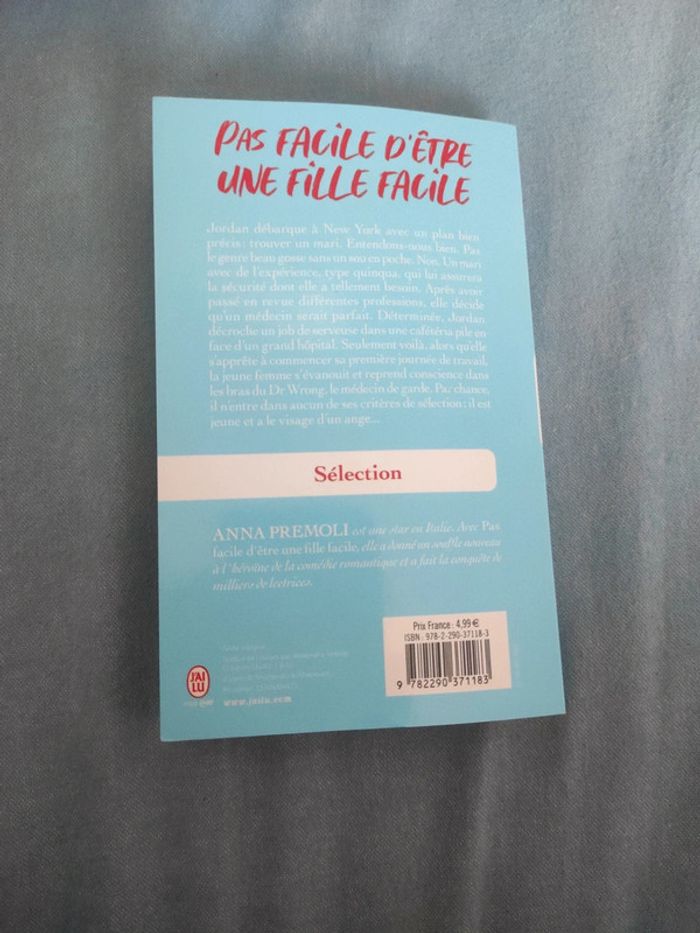 PAS FACILE D'ÊTRE
UNE FILLE FACILE
Jordan débarque à New York avec un plan bien
précis : trouver un mari. Entendons-nous bien. Pas
le genre beau gosse sans un sou en poche. Non. Un mari
avec de l'expérience, type quinqua, qui lui assurera
la sécurité dont elle a tellement besoin. Après avoir
passé en revue différentes professions, elle décide
qu'un médecin serait parfait. Déterminée, Jordan
décroche un job de serveuse dans une cafétéria pile en
face d'un grand hôpital. Seulement voilà, alors qu'elle
s'apprête à commencer sa première journée de travail,
la jeune femme s'évanouit et reprend conscience dans
les bras du Dr Wrong, le médecin de garde. Par chance,
il n'entre dans aucun de ses critères de sélection : il est
jeune et a le visage d'un ange...
Sélection
ANNA PREMOLI est une star en Italie. Avec Pas
facile d'être une fille facile, elle a donné un souffle nouveau
à l'héroïne de la comédie romantique et a fait la conquête de
milliers de lectrices.
Prix France : 4,99 €
ISBN : 978-2-290-37118-3
9 782290 371183
J'AI
LU
www.jailu.com